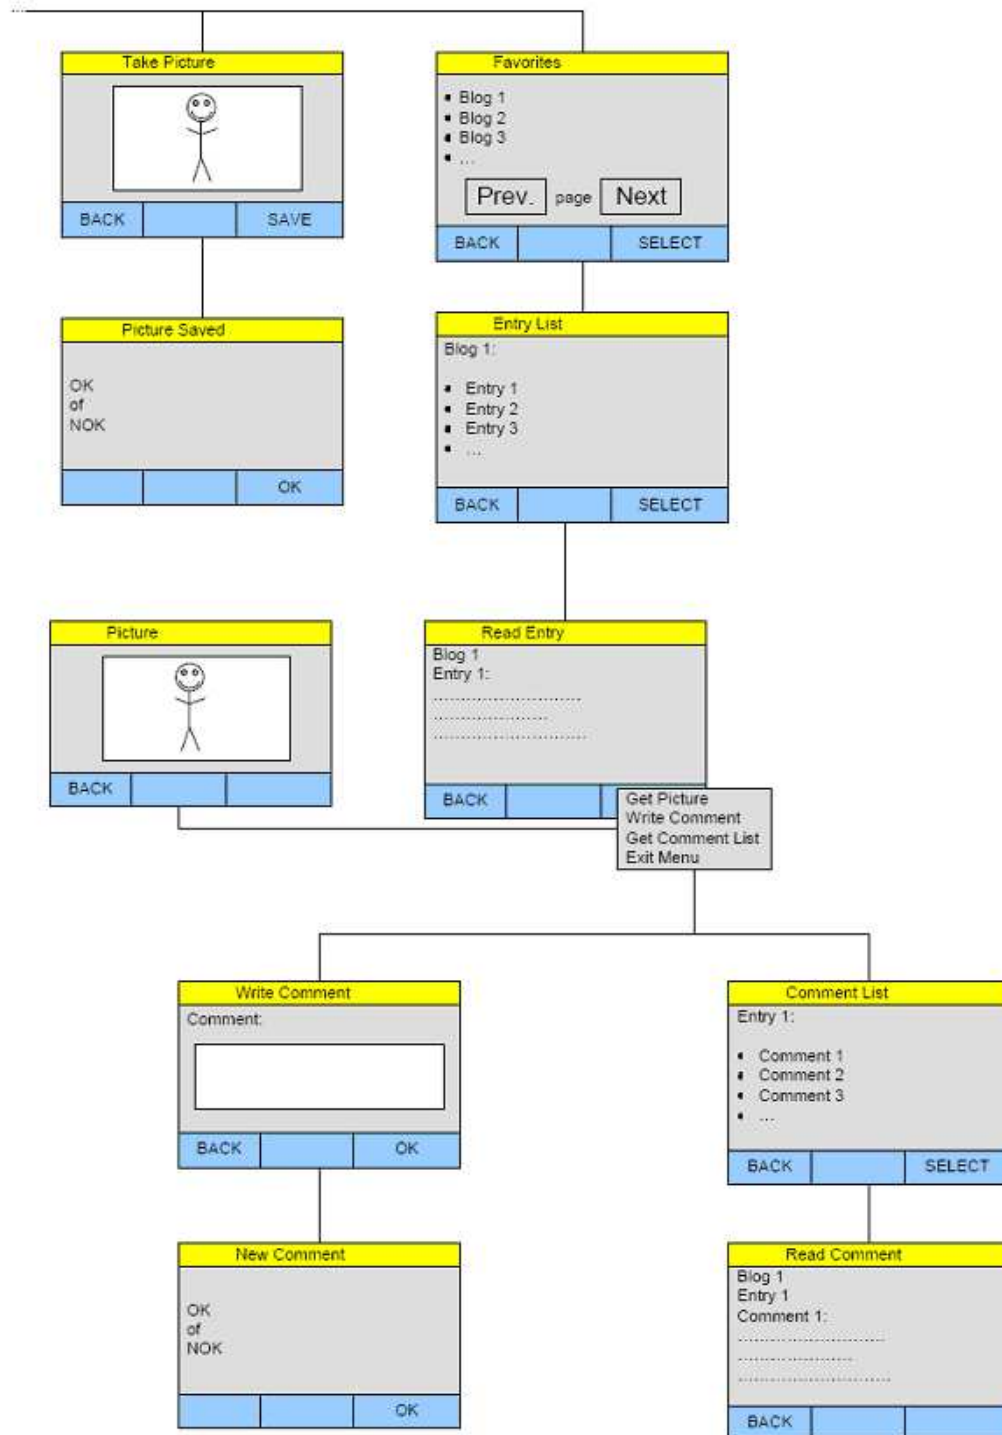 ....
Take Picture
BACK SAVE
Favorites
Blog 1
Blog 2
Blog 3
...
Prev. page Next
BACK SELECT
Picture Saved
OK
of
NOK
OK
Entry List
Blog 1:
Entry 1
Entry 2
Entry 3
...
BACK SELECT
Picture
BACK
Read Entry
Blog 1
Entry 1:
..............................
.......................
...............................
BACK
Get Picture
Write Comment
Get Comment List
Exit Menu
Write Comment
Comment:
BACK OK
Comment List
Entry 1:
Comment 1
Comment 2
Comment 3
...
BACK SELECT
New Comment
OK
of
NOK
OK
Read Comment
Blog 1
Entry 1
Comment 1:
..............................
.......................
...............................
BACK